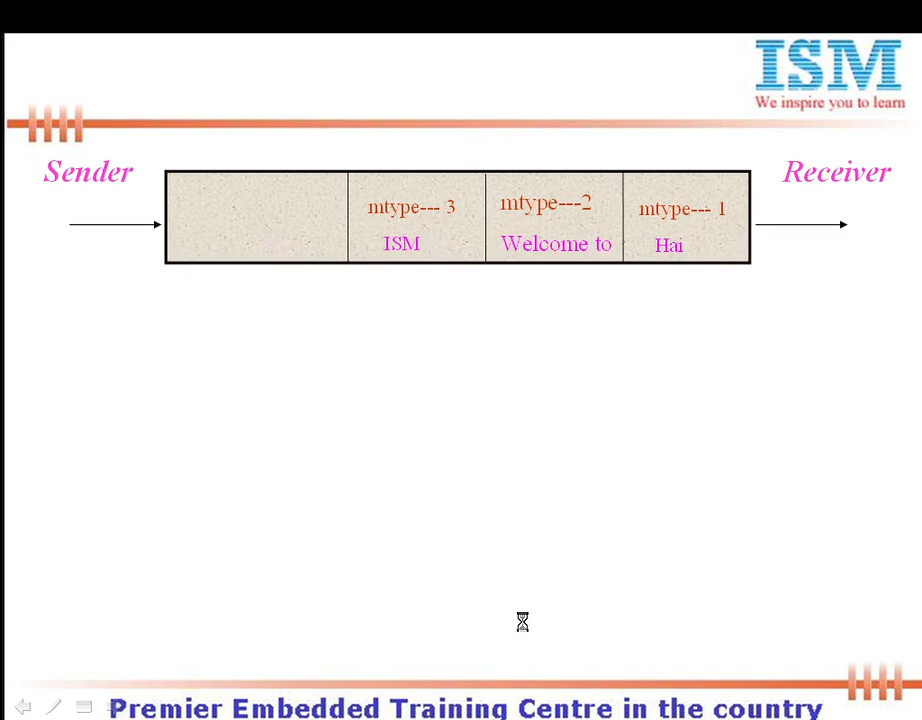 ISM
We inspire you to learn
Sender
Receiver
mtype--- 3
mtype---2
mtype--- 1
ISM
Welcome to
Hai
Premier Embedded Training Centre in the country